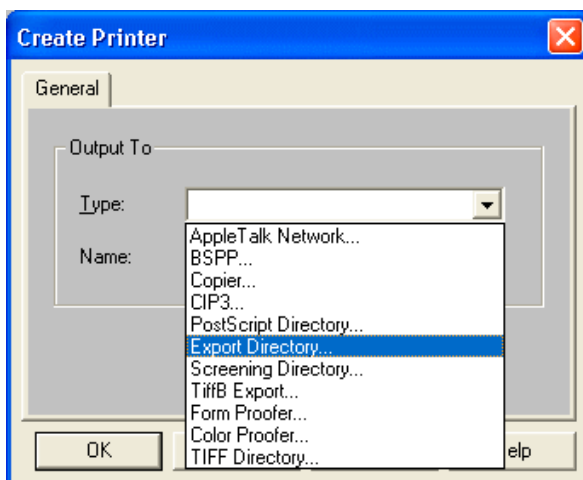 Create Printer
General
Output To
Type:
Name:
AppleTalk Network...
BSPP...
Copier...
CIP3...
PostScript Directory...
Export Directory...
Screening Directory...
TiffB Export...
Form Proofer...
Color Proofer...
TIFF Directory...
OK
elp